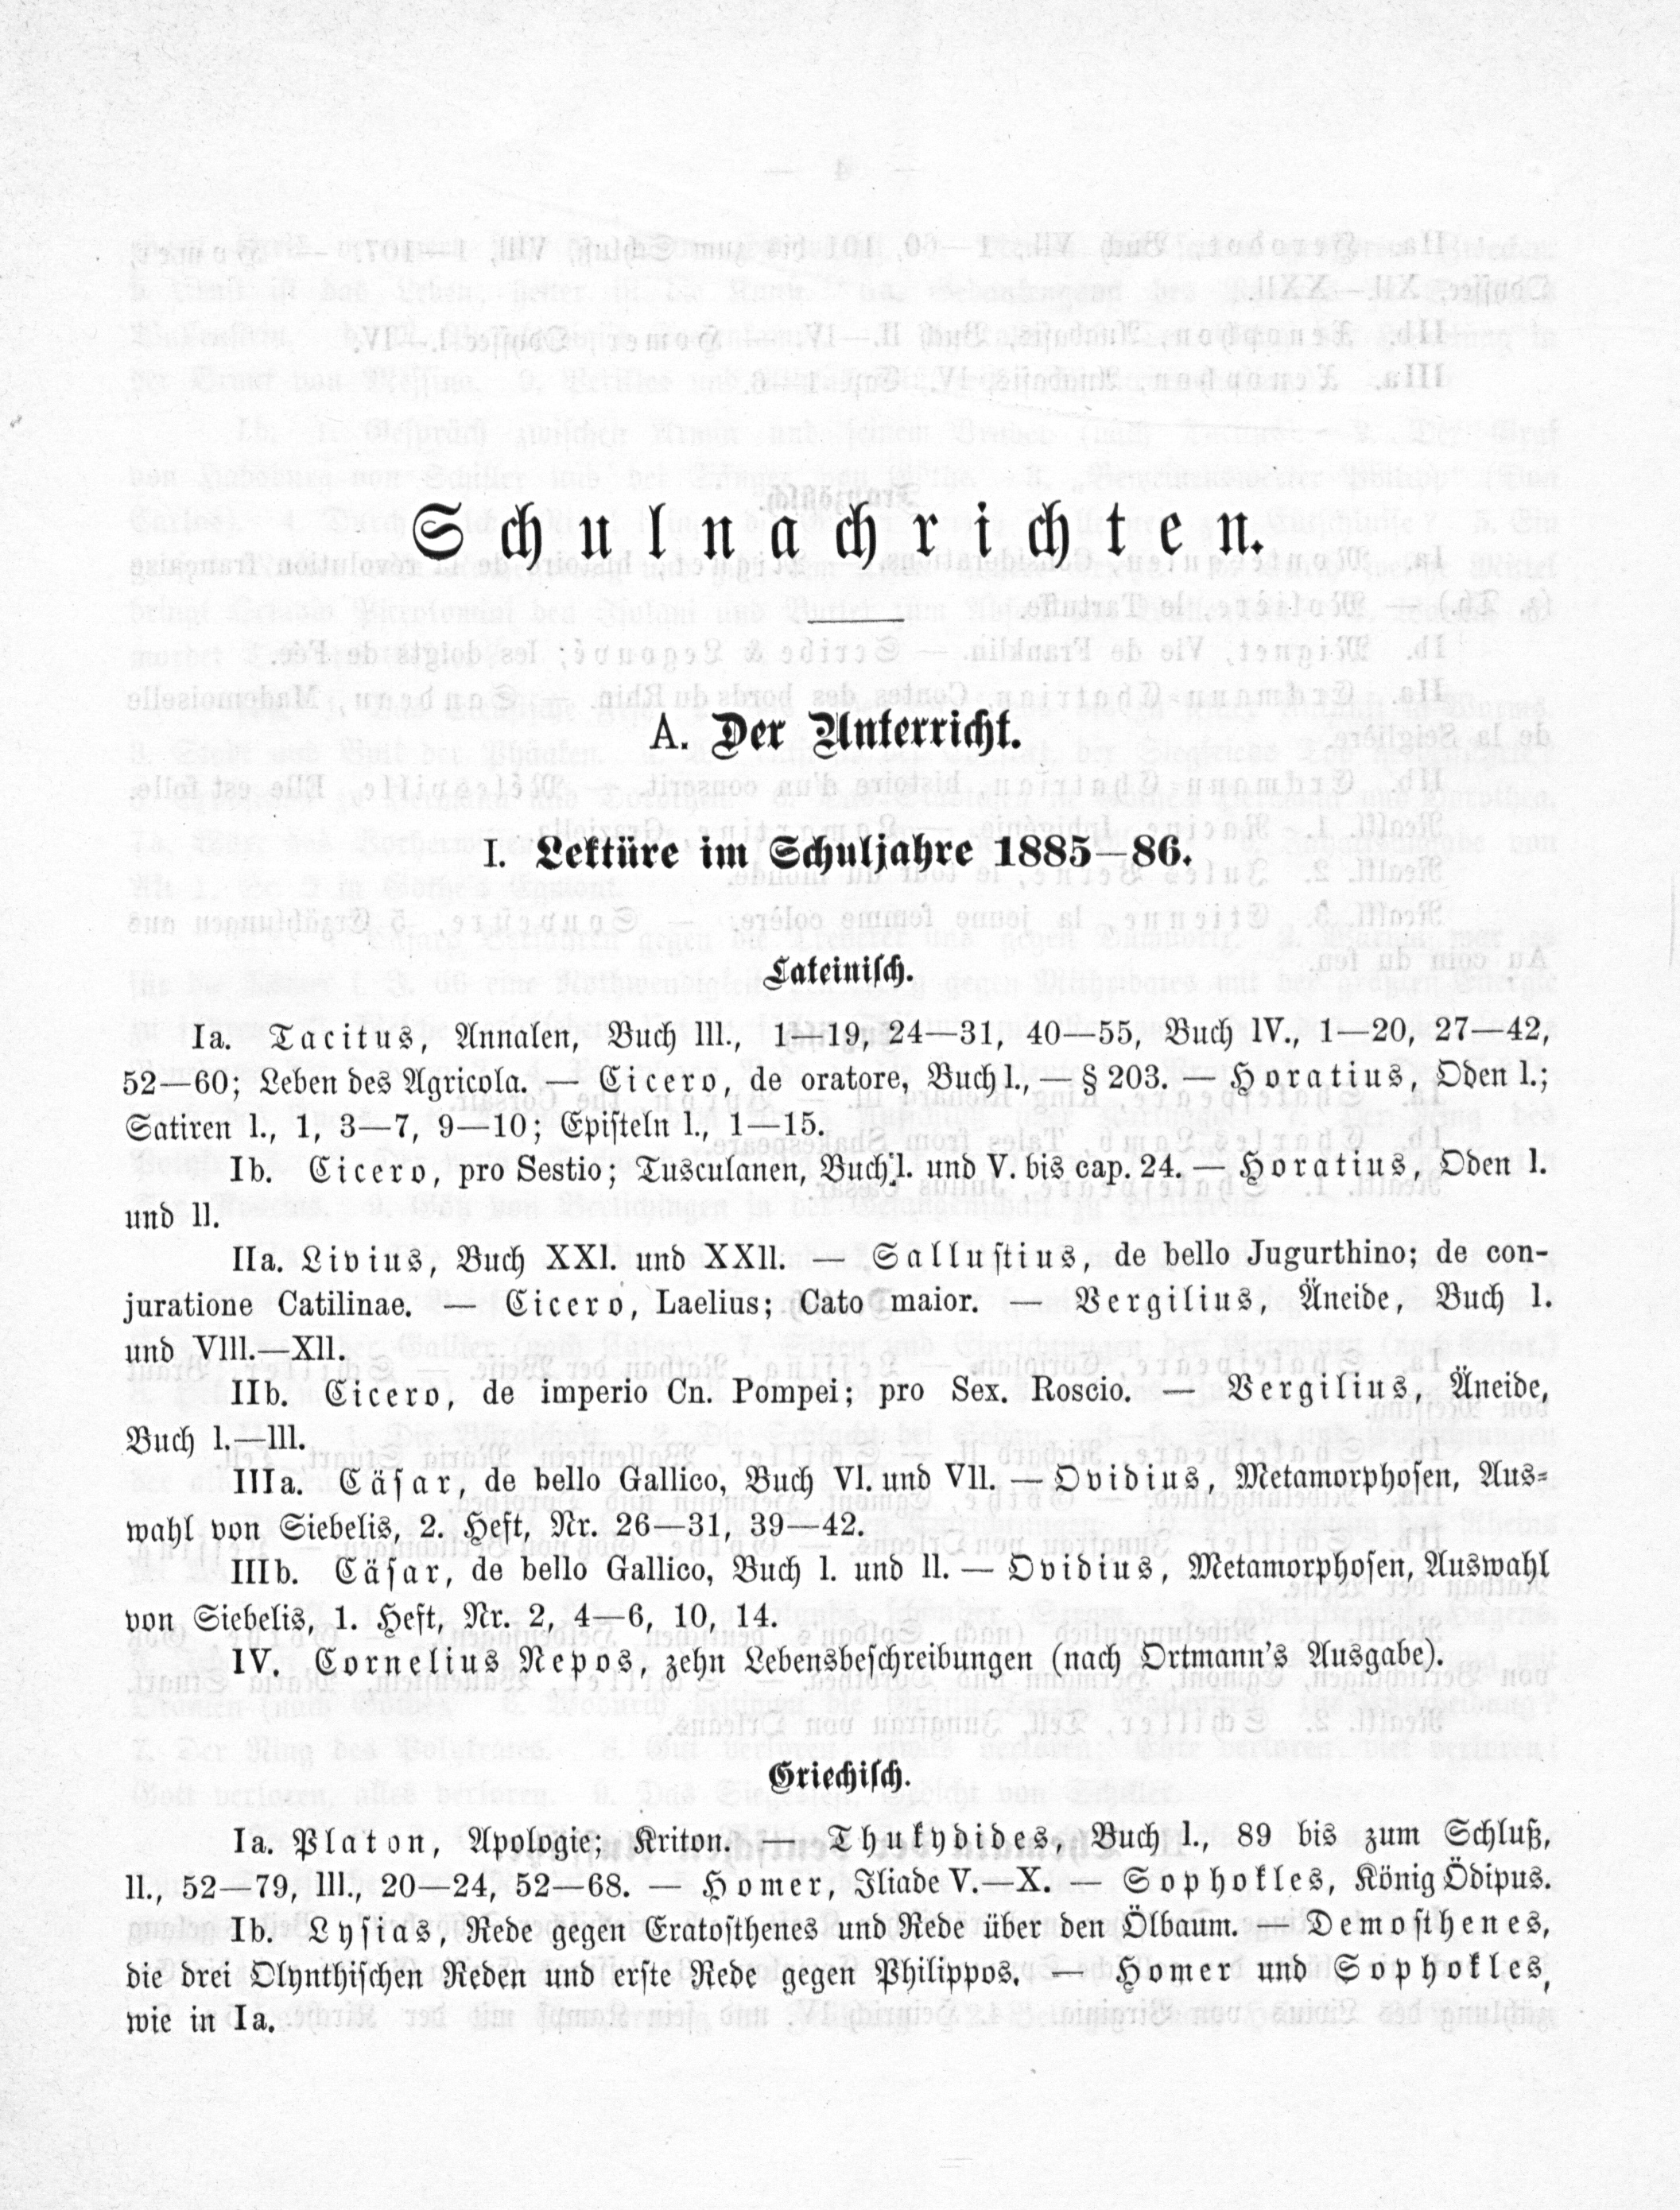 Schulnachrichten.
A. Der Unterricht.
I. Lektüre im Schuljahre 1885—86.
Lateinisch.
Ia. Tacitus, Annalen, Buch III., 1—19, 24—31, 40—55, Buch IV., 1—20, 27—42,
52—60; Leben des Agricola. — Cicero, de oratore, Buch I., — § 203. — Horatius, Oden I.;
Satiren I., 1, 3—7, 9—10; Episteln I., 1—15.
Ib. Cicero, pro Sestio; Tusculanen, Buch I. und V. bis cap. 24. — Horatius, Oden I.
und II.
IIa. Livius, Buch XXI. und XXII. — Sallustius, de bello Jugurthino; de con-
juratione Catilinae. — Cicero, Laelius; Cato maior. — Vergilius, Äneide, Buch I.
und VIII.—XII.
IIb. Cicero, de imperio Cn. Pompei; pro Sex. Roscio. — Vergilius, Äneide,
Buch I.—III.
IIIa. Cäsar, de bello Gallico, Buch VI. und VII. — Ovidius, Metamorphosen, Aus-
wahl von Siebelis, 2. Heft, Nr. 26—31, 39—42.
IIIb. Cäsar, de bello Gallico, Buch I. und II. — Ovidius, Metamorphosen, Auswahl
von Siebelis, 1. Heft, Nr. 2, 4—6, 10, 14.
IV. Cornelius Nepos, zehn Lebensbeschreibungen (nach Ortmann's Ausgabe).
Griechisch.
Ia. Platon, Apologie; Kriton. — Thukydides, Buch I., 89 bis zum Schluß,
II., 52—79, III., 20—24, 52—68. — Homer, Iliade V.—X. — Sophokles, König Ödipus.
Ib. Lysias, Rede gegen Eratosthenes und Rede über den Ölbaum. — Demosthenes,
die drei Olynthischen Reden und erste Rede gegen Philippos. — Homer und Sophokles,
wie in Ia.